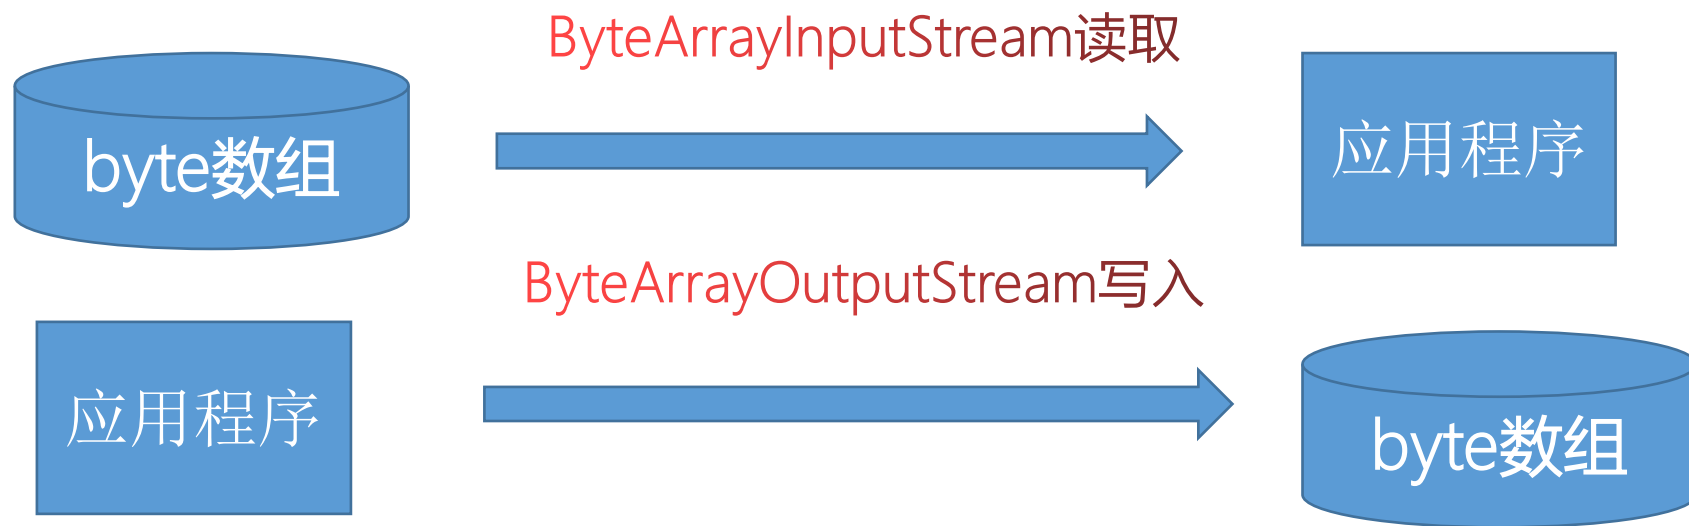 ByteArrayInputStream读取
byte数组
应用程序
ByteArrayOutputStream写入
应用程序
byte数组